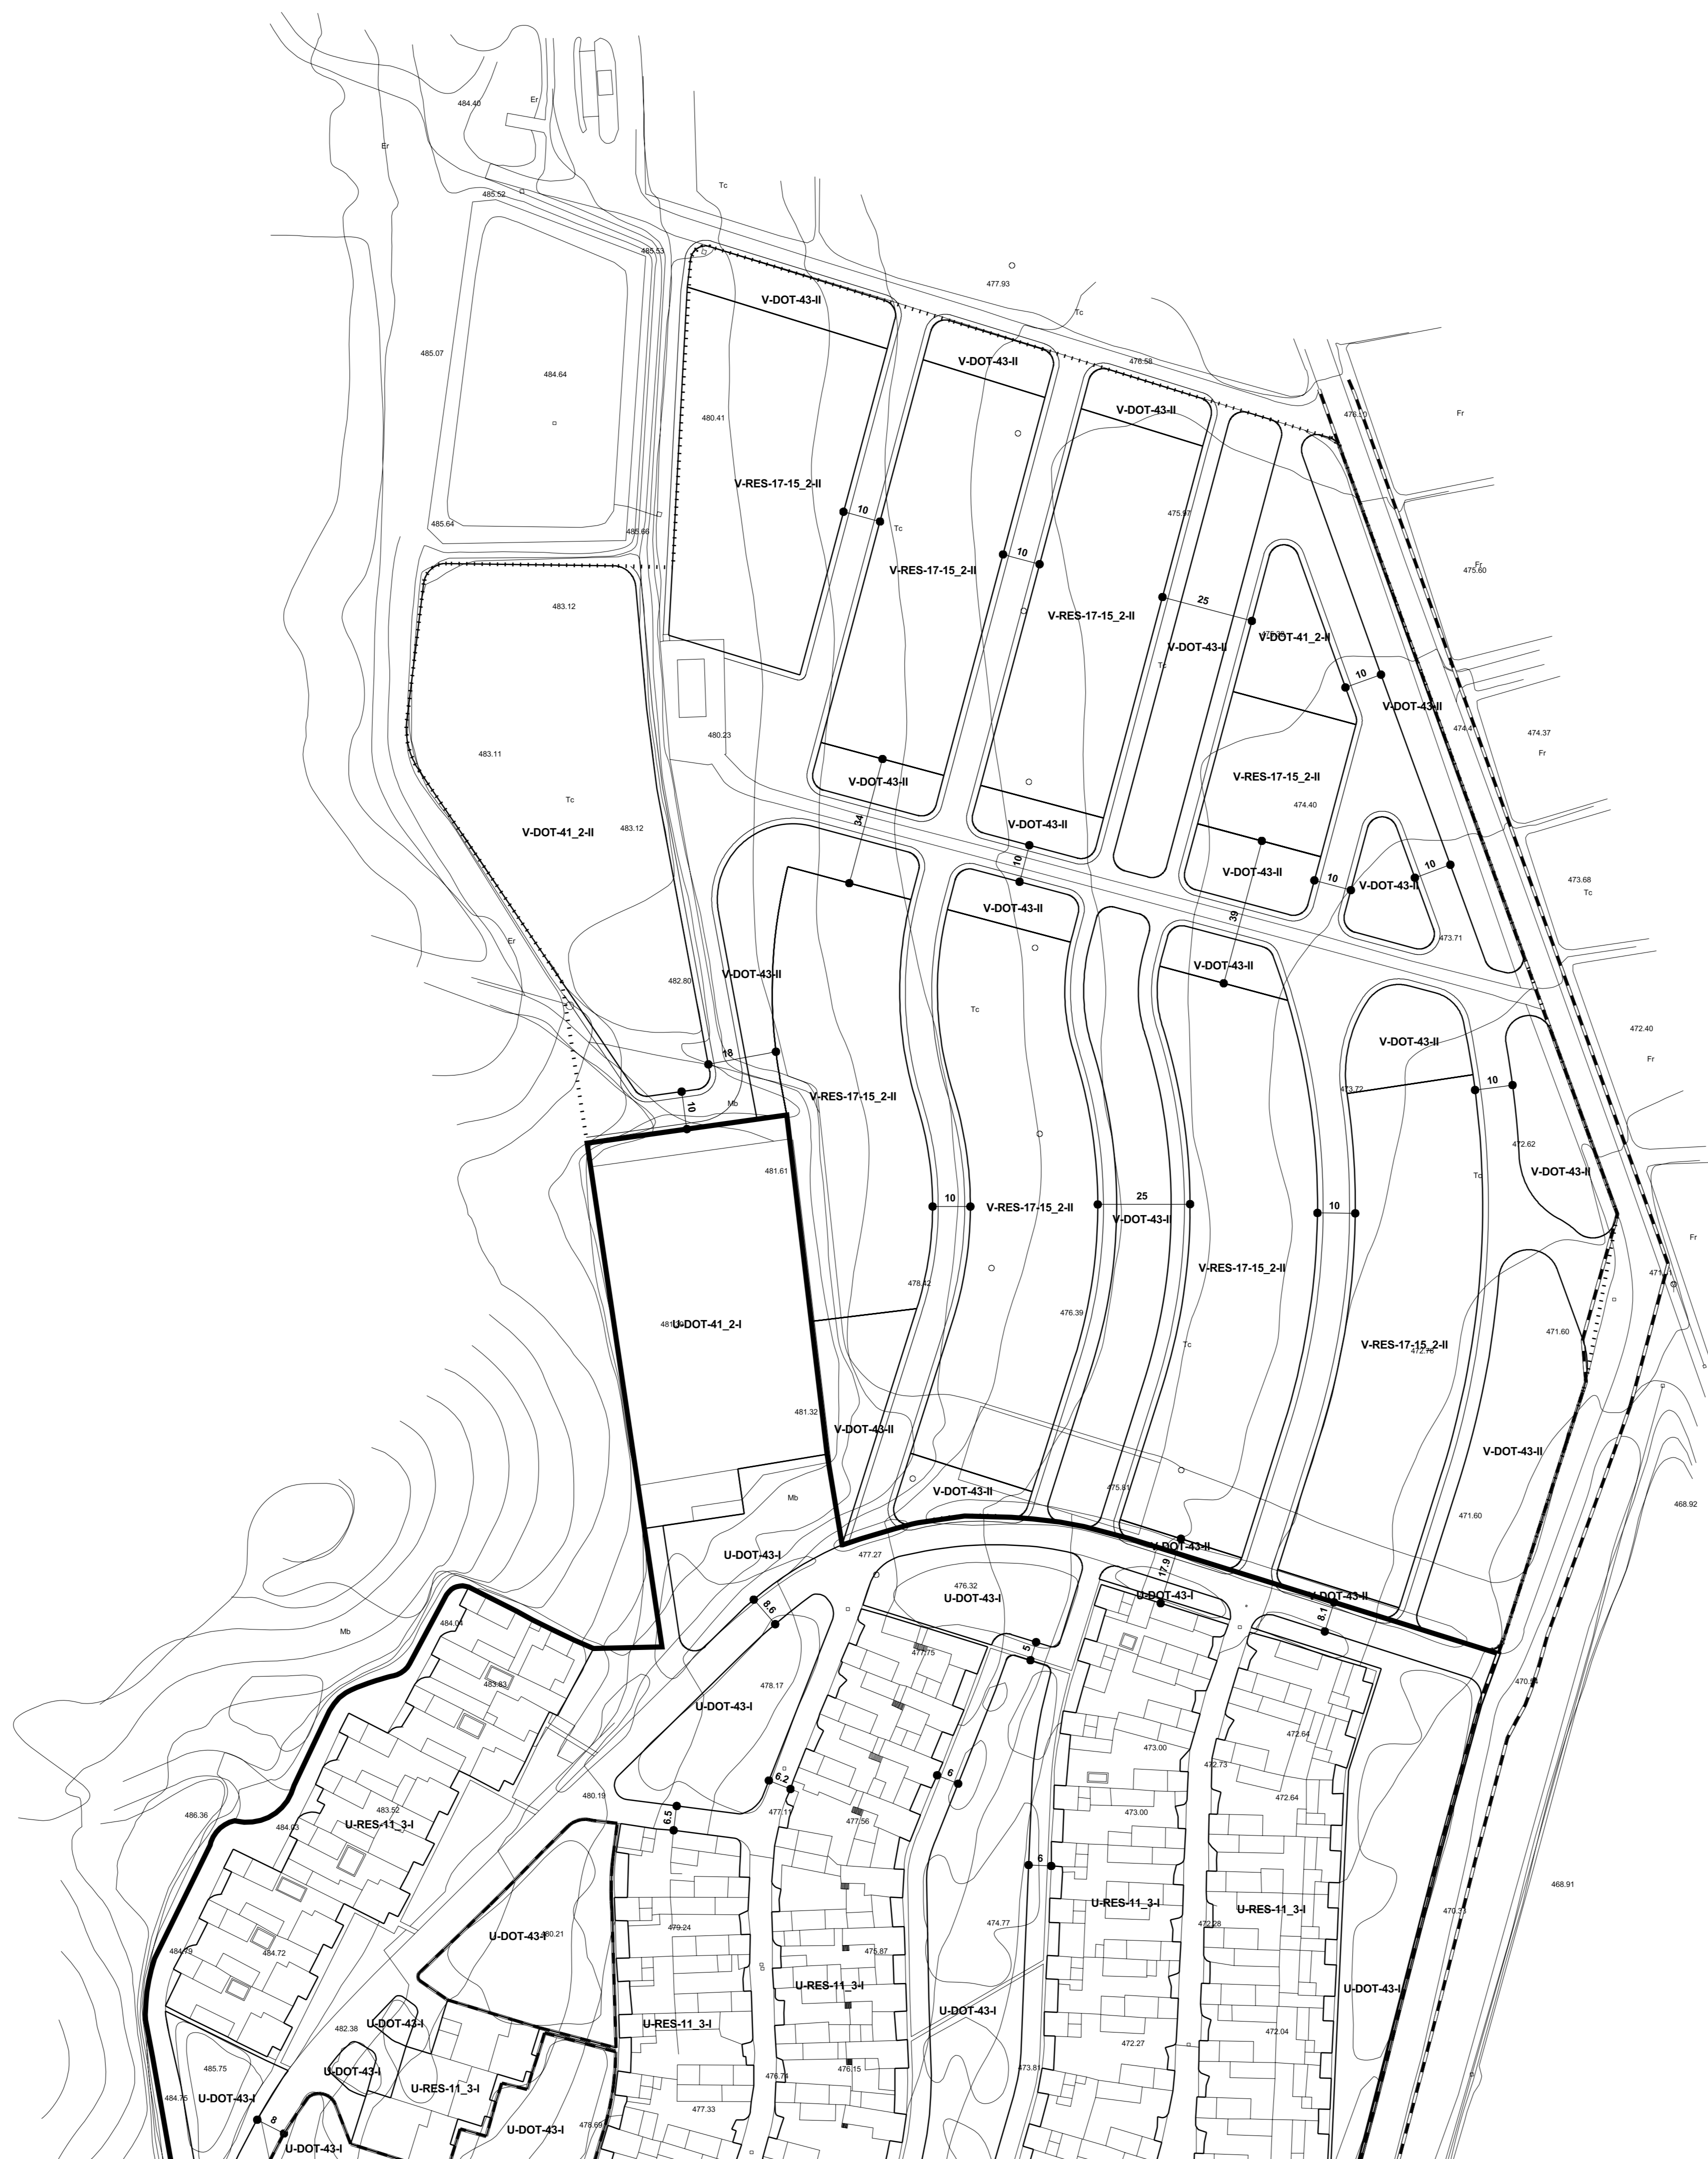 484.40
Er
Er
485.52
Tc
485.53
477.93
V-DOT-43-II
Tc
485.07
484.64
V-DOT-43-II
476.58
480.41
V-DOT-43-II
Fr
V-RES-17-15_2-II
10
Tc
475.97
485.64
485.66
10
V-RES-17-15_2-II
475.60
Fr
483.12
25
V-RES-17-15_2-II
V-DOT-41_2-II
V-DOT-43-II
Tc
10
V-DOT-43-II
480.23
474.37
Fr
483.11
V-RES-17-15_2-II
V-DOT-43-II
Tc
474.40
34
483.12
V-DOT-41_2-II
V-DOT-43-II
10
10
V-DOT-43-II
10
V-DOT-43-II
473.68
Tc
V-DOT-43-II
39
473.71
Er
V-DOT-43-II
482.80
V-DOT-43-II
Tc
472.40
V-DOT-43-II
Fr
18
10
473.72
V-RES-17-15_2-II
Mb
10
472.62
481.61
V-DOT-43-II
Tc
10
V-RES-17-15_2-II
25
V-DOT-43-II
10
Fr
V-RES-17-15_2-II
478.42
476.39
U-DOT-41_2-I
471.60
Tc
V-RES-17-15_2-II
481.32
V-DOT-43-II
V-DOT-43-II
475.81
V-DOT-43-II
Mb
468.92
471.60
V-DOT-43-II
477.27
U-DOT-43-I
17.9
476.32
U-DOT-43-I
U-DOT-43-I
V-DOT-43-II
8.6
8.1
484.04
Mb
5
477.75
483.83
478.17
U-DOT-43-I
472.64
473.00
472.73
6.2
6
480.19
472.64
486.36
483.52
U-RES-11_3-I
484.03
6.5
477.11
477.56
473.00
6
468.91
U-RES-11_3-I
U-RES-11_3-I
479.24
474.77
472.28
U-DOT-43-I
480.21
484.79
484.72
475.87
U-RES-11_3-I
U-DOT-43-I
U-DOT-43-I
U-DOT-43-I
482.38
U-RES-11_3-I
472.04
472.27
485.75
U-DOT-43-I
476.74
476.15
473.81
484.75
U-DOT-43-I
U-RES-11_3-I
477.33
8
478.69
U-DOT-43-I
U-DOT-43-I